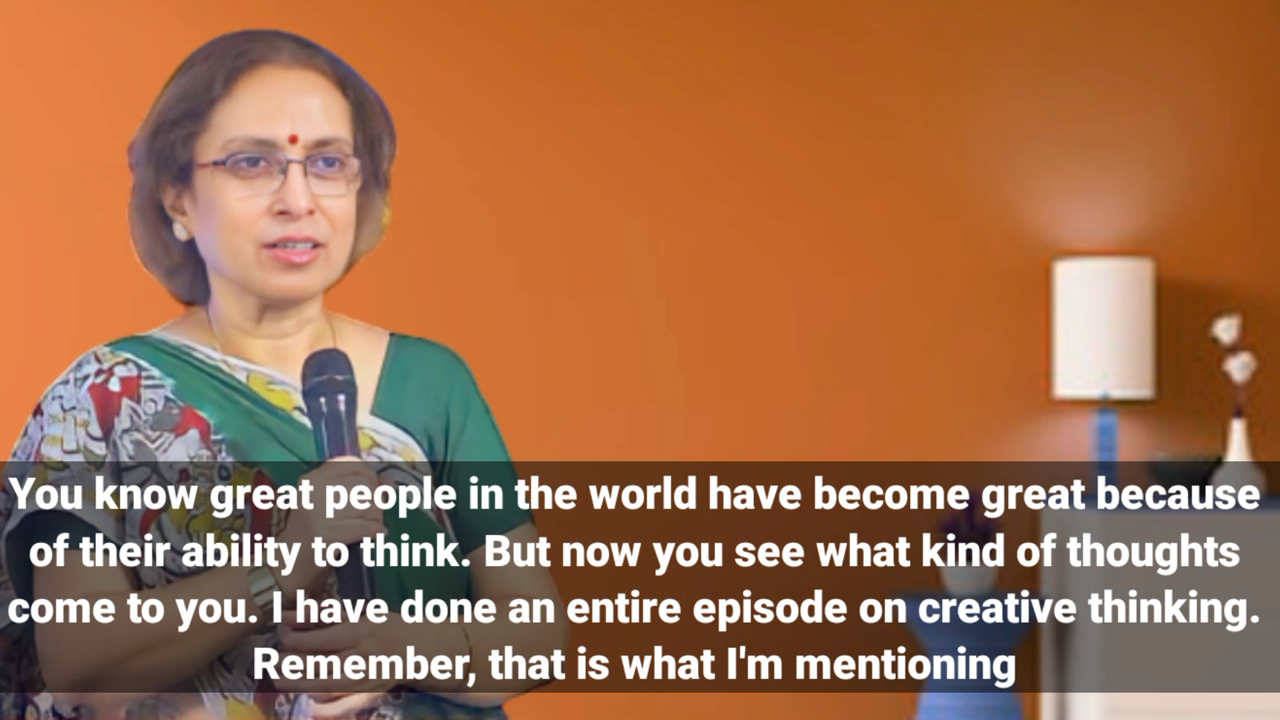 You know great people in the world have become great because
of their ability to think. But now you see what kind of thoughts
come to you. I have done an entire episode on creative thinking.
Remember, that is what I'm mentioning